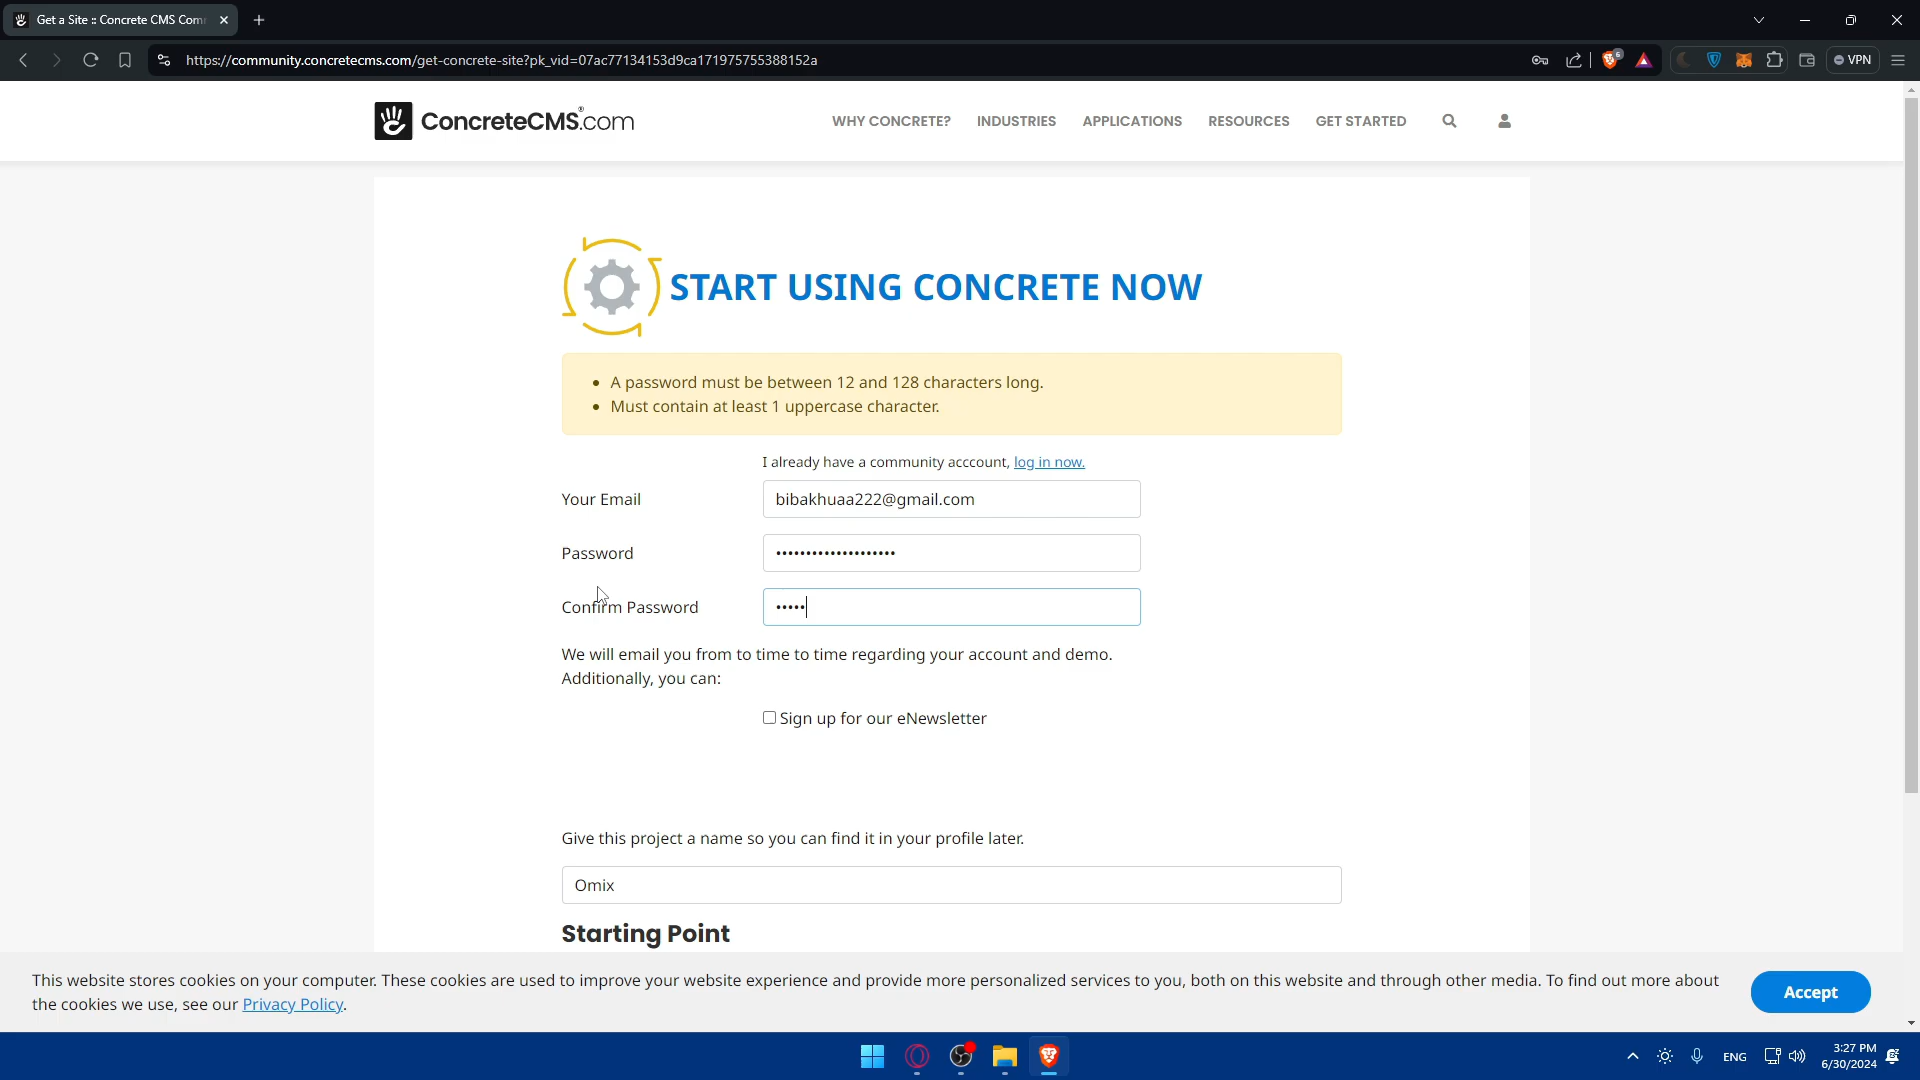 Get a Site :: Concrete CMS Com
https://community.concretecms.com/get-concrete-site?pk_vid=07ac77134153d9ca171975755388152a
6
VPN
ConcreteCMS.com
WHY CONCRETE?
INDUSTRIES
APPLICATIONS
RESOURCES
GET STARTED
START USING CONCRETE NOW
• A password must be between 12 and 128 characters long.
• Must contain at least 1 uppercase character.
I already have a community acccount, log in now.
Your Email
bibakhuaa222@gmail.com
Password
••••••••••••••••••••
Confirm Password
•••••
We will email you from to time to time regarding your account and demo.
Additionally, you can:
Sign up for our eNewsletter
Give this project a name so you can find it in your profile later.
Omix
Starting Point
This website stores cookies on your computer. These cookies are used to improve your website experience and provide more personalized services to you, both on this website and through other media. To find out more about
the cookies we use, see our Privacy Policy.
Accept
ENG
3:27 PM
6/30/2024